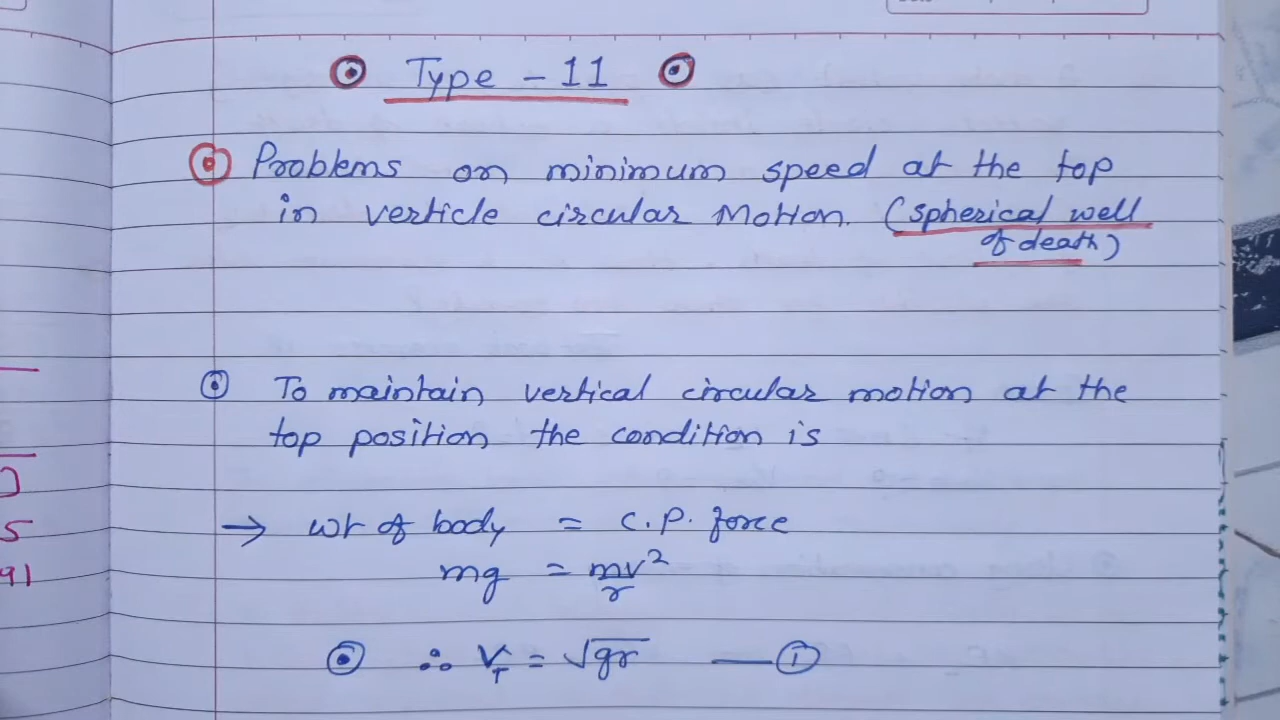 Type - 11
Problems on minimum speed at the top
in verticle circular Motion. (spherical well
of death)
To maintain vertical circular motion at the
top position the condition is
→ wt of body = C.P. force
mg = mv²/r
∴ V_T = √gr —— ①
5
91